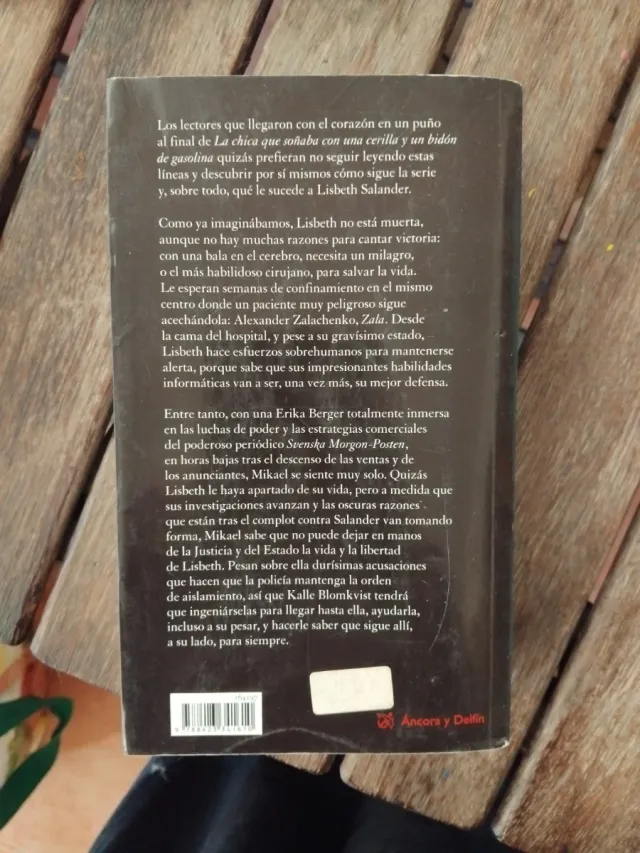 Los lectores que llegaron con el corazón en un puño
al final de La chica que soñaba con una cerilla y un bidón
de gasolina quizás prefieran no seguir leyendo estas
líneas y descubrir por sí mismos cómo sigue la serie
y, sobre todo, qué le sucede a Lisbeth Salander.
Como ya imaginábamos, Lisbeth no está muerta,
aunque no hay muchas razones para cantar victoria:
con una bala en el cerebro, necesita un milagro,
o el más habilidoso cirujano, para salvar la vida.
Le esperan semanas de confinamiento en el mismo
centro donde un paciente muy peligroso sigue
acechándola: Alexander Zalachenko, Zala. Desde
la cama del hospital, y pese a su gravísimo estado,
Lisbeth hace esfuerzos sobrehumanos para mantenerse
alerta, porque sabe que sus impresionantes habilidades
informáticas van a ser, una vez más, su mejor defensa.
Entre tanto, con una Erika Berger totalmente inmersa
en las luchas de poder y las estrategias comerciales
del poderoso periódico Svenska Morgon-Posten,
en horas bajas tras el descenso de las ventas y de
los anunciantes, Mikael se siente muy solo. Quizás
Lisbeth le haya apartado de su vida, pero a medida que
sus investigaciones avanzan y las oscuras razones
que están tras el complot contra Salander van tomando
forma, Mikael sabe que no puede dejar en manos
de la Justicia y del Estado la vida y la libertad
de Lisbeth. Pesan sobre ella durísimas acusaciones
que hacen que la policía mantenga la orden
de aislamiento, así que Kalle Blomkvist tendrá
que ingeniárselas para llegar hasta ella, ayudarla,
incluso a su pesar, y hacerle saber que sigue allí,
a su lado, para siempre.
9 788423 341610
Áncora y Delfín